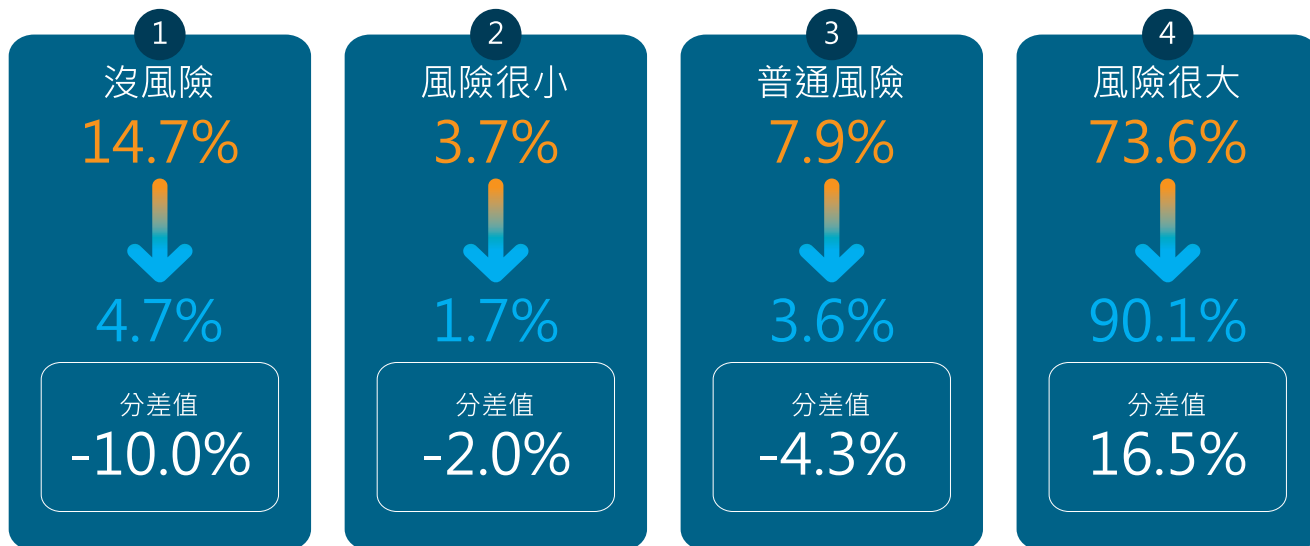 1
沒風險
14.7%
4.7%
分差值
-10.0%
2
風險很小
3.7%
1.7%
分差值
-2.0%
3
普通風險
7.9%
3.6%
分差值
-4.3%
4
風險很大
73.6%
90.1%
分差值
16.5%